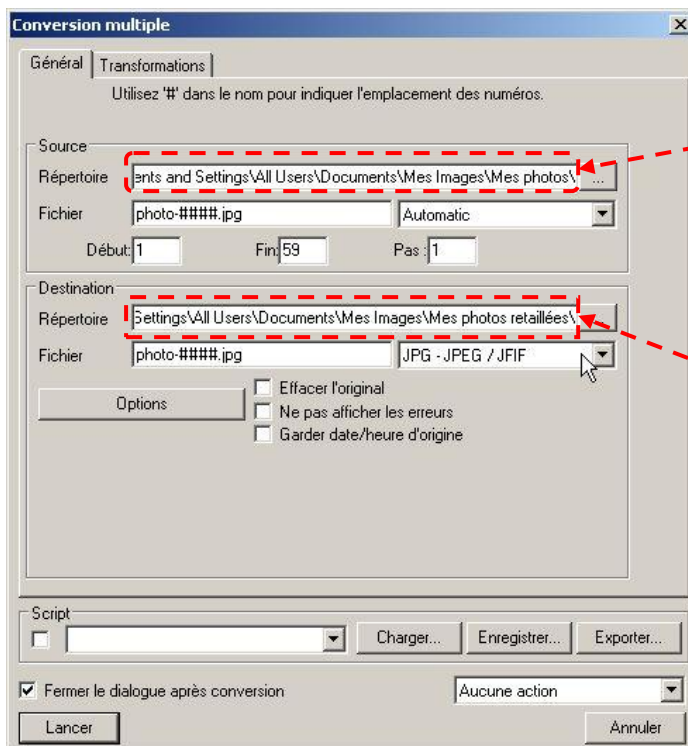 Conversion multiple
Général Transformations
Utilisez '#' dans le nom pour indiquer l'emplacement des numéros.
Source
Répertoire ents and Settings\All Users\Documents\Mes Images\Mes photos\ ...
Fichier photo-####.jpg Automatic
Début: 1 Fin: 59 Pas : 1
Destination
Répertoire Settings\All Users\Documents\Mes Images\Mes photos retaillées\
Fichier photo-####.jpg JPG - JPEG / JFIF
Options
Effacer l'original
Ne pas afficher les erreurs
Garder date/heure d'origine
Script
Charger... Enregistrer... Exporter...
Fermer le dialogue après conversion Aucune action
Lancer Annuler